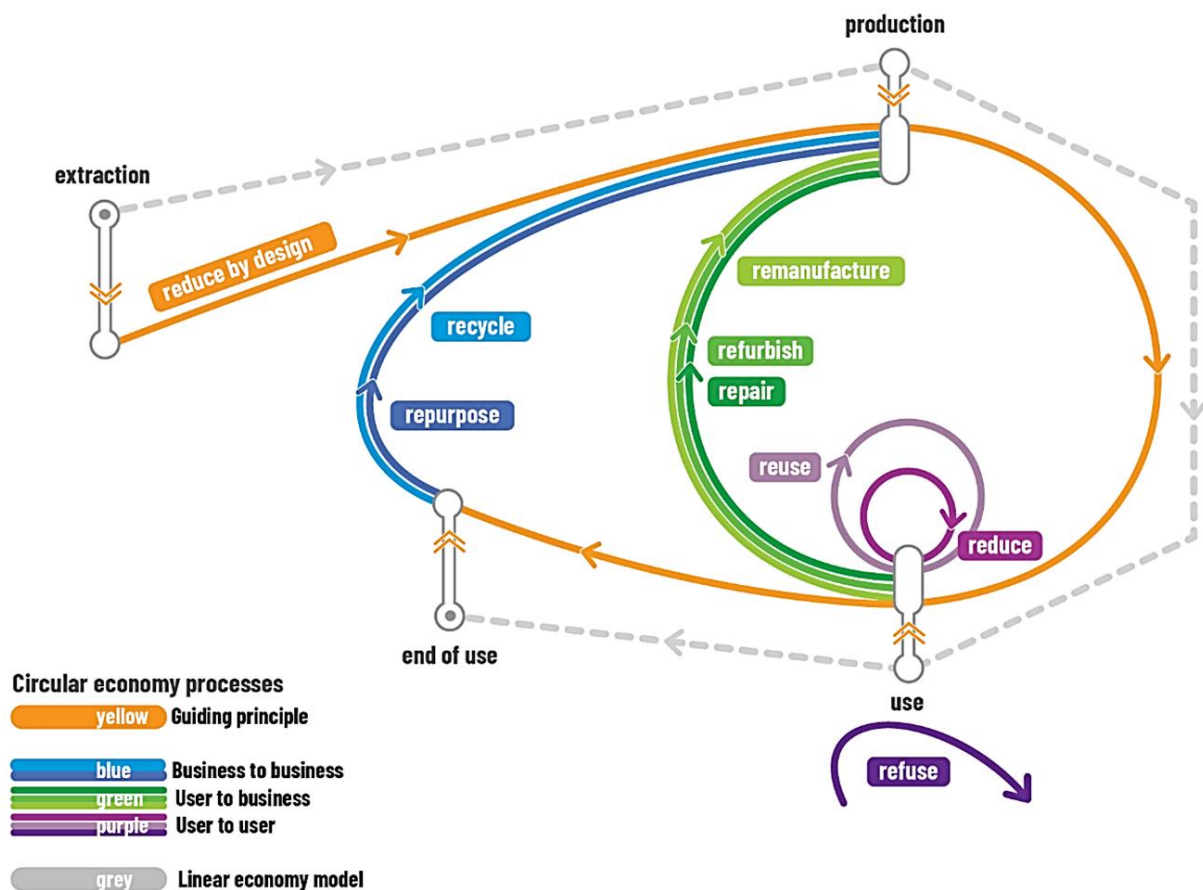 production
extraction
reduce by design
remanufacture
recycle
refurbish
repair
repurpose
reuse
reduce
end of use
use
refuse
Circular economy processes
yellow Guiding principle
blue Business to business
green User to business
purple User to user
grey Linear economy model